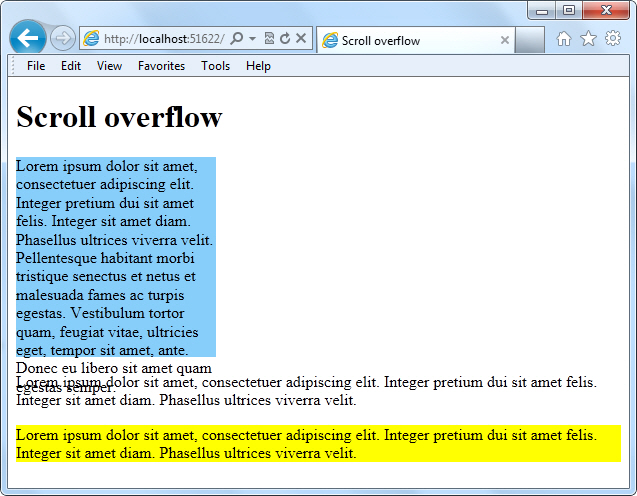 http://localhost:51622/
Scroll overflow
File Edit View Favorites Tools Help
Scroll overflow
Lorem ipsum dolor sit amet,
consectetuer adipiscing elit.
Integer pretium dui sit amet
felis. Integer sit amet diam.
Phasellus ultrices viverra velit.
Pellentesque habitant morbi
tristique senectus et netus et
malesuada fames ac turpis
egestas. Vestibulum tortor
quam, feugiat vitae, ultricies
eget, tempor sit amet, ante.
Donec eu libero sit amet quam
egestas semper.
Lorem ipsum dolor sit amet, consectetuer adipiscing elit. Integer pretium dui sit amet felis.
Integer sit amet diam. Phasellus ultrices viverra velit.
Lorem ipsum dolor sit amet, consectetuer adipiscing elit. Integer pretium dui sit amet felis.
Integer sit amet diam. Phasellus ultrices viverra velit.